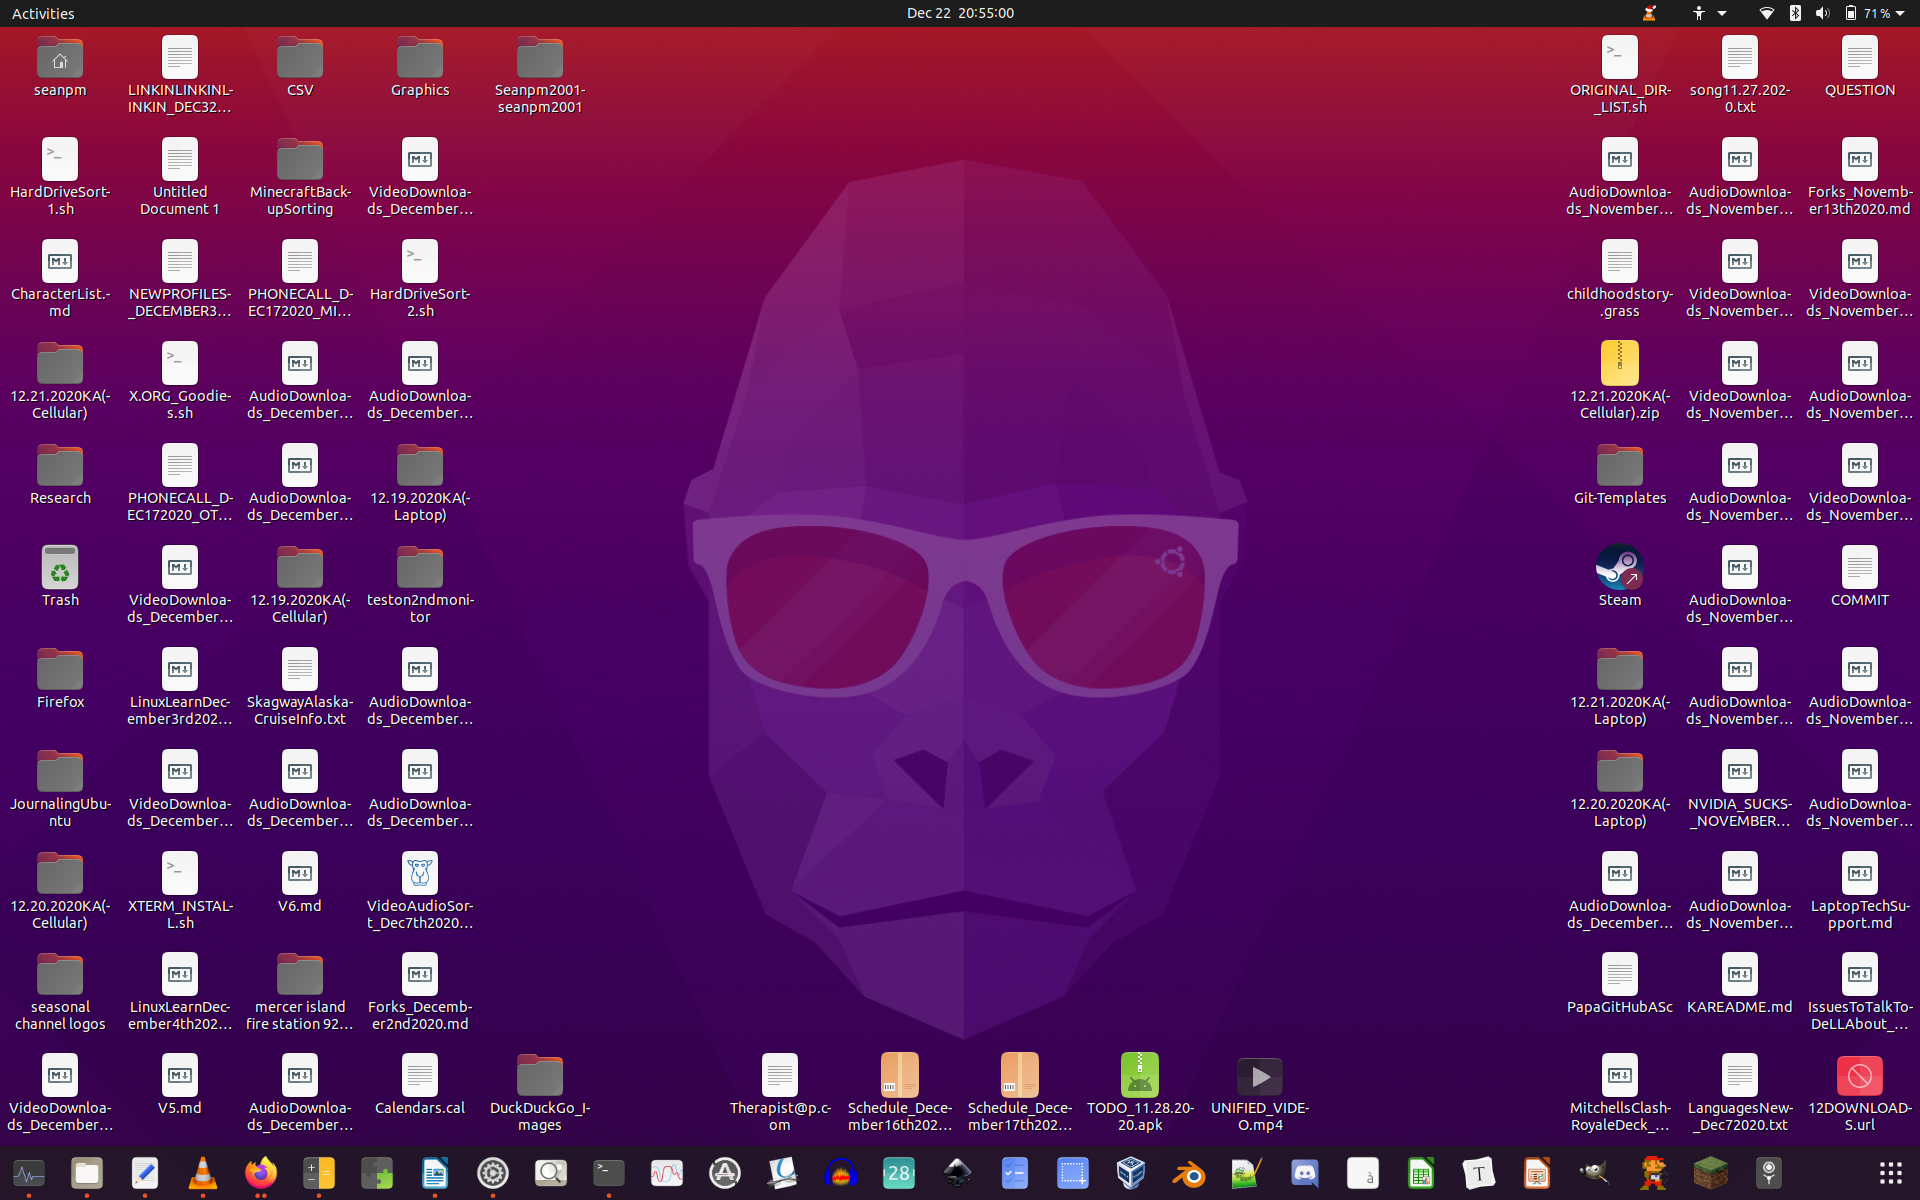 Activities
Dec 22 20:55:00
71 %
seanpm
LINKINLINKINL-
INKIN_DEC32...
CSV
Graphics
Seanpm2001-
seanpm2001
ORIGINAL_DIR-
_LIST.sh
song11.27.202-
0.txt
QUESTION
HardDriveSort-
1.sh
Untitled
Document 1
MinecraftBack-
upSorting
VideoDownloa-
ds_December...
AudioDownloa-
ds_November...
AudioDownloa-
ds_November...
Forks_Novemb-
er13th2020.md
CharacterList.-
md
NEWPROFILES-
_DECEMBER3...
PHONECALL_D-
EC172020_MI...
HardDriveSort-
2.sh
childhoodstory-
.grass
VideoDownloa-
ds_November...
VideoDownloa-
ds_November...
12.21.2020KA(-
Cellular)
X.ORG_Goodie-
s.sh
AudioDownloa-
ds_December...
AudioDownloa-
ds_December...
12.21.2020KA(-
Cellular).zip
VideoDownloa-
ds_November...
AudioDownloa-
ds_November...
Research
PHONECALL_D-
EC172020_OT...
AudioDownloa-
ds_December...
12.19.2020KA(-
Laptop)
Git-Templates
AudioDownloa-
ds_November...
VideoDownloa-
ds_November...
Trash
VideoDownloa-
ds_December...
12.19.2020KA(-
Cellular)
teston2ndmoni-
tor
Steam
AudioDownloa-
ds_November...
COMMIT
Firefox
LinuxLearnDec-
ember3rd202...
SkagwayAlaska-
CruiseInfo.txt
AudioDownloa-
ds_December...
12.21.2020KA(-
Laptop)
AudioDownloa-
ds_November...
AudioDownloa-
ds_November...
JournalingUbu-
ntu
VideoDownloa-
ds_December...
AudioDownloa-
ds_December...
AudioDownloa-
ds_December...
12.20.2020KA(-
Laptop)
NVIDIA_SUCKS-
_NOVEMBER...
AudioDownloa-
ds_November...
12.20.2020KA(-
Cellular)
XTERM_INSTAL-
L.sh
V6.md
VideoAudioSor-
t_Dec7th2020...
AudioDownloa-
ds_December...
AudioDownloa-
ds_November...
LaptopTechSu-
pport.md
seasonal
channel logos
LinuxLearnDec-
ember4th202...
mercer island
fire station 92...
Forks_Decemb-
er2nd2020.md
PapaGitHubASc
KAREADME.md
IssuesToTalkTo-
DeLLAbout_...
VideoDownloa-
ds_December...
V5.md
AudioDownloa-
ds_December...
Calendars.cal
DuckDuckGo_I-
mages
Therapist@p.c-
om
Schedule_Dece-
mber16th202...
Schedule_Dece-
mber17th202...
TODO_11.28.20-
20.apk
UNIFIED_VIDE-
O.mp4
MitchellsClash-
RoyaleDeck_...
LanguagesNew-
_Dec72020.txt
12DOWNLOAD-
S.url
28